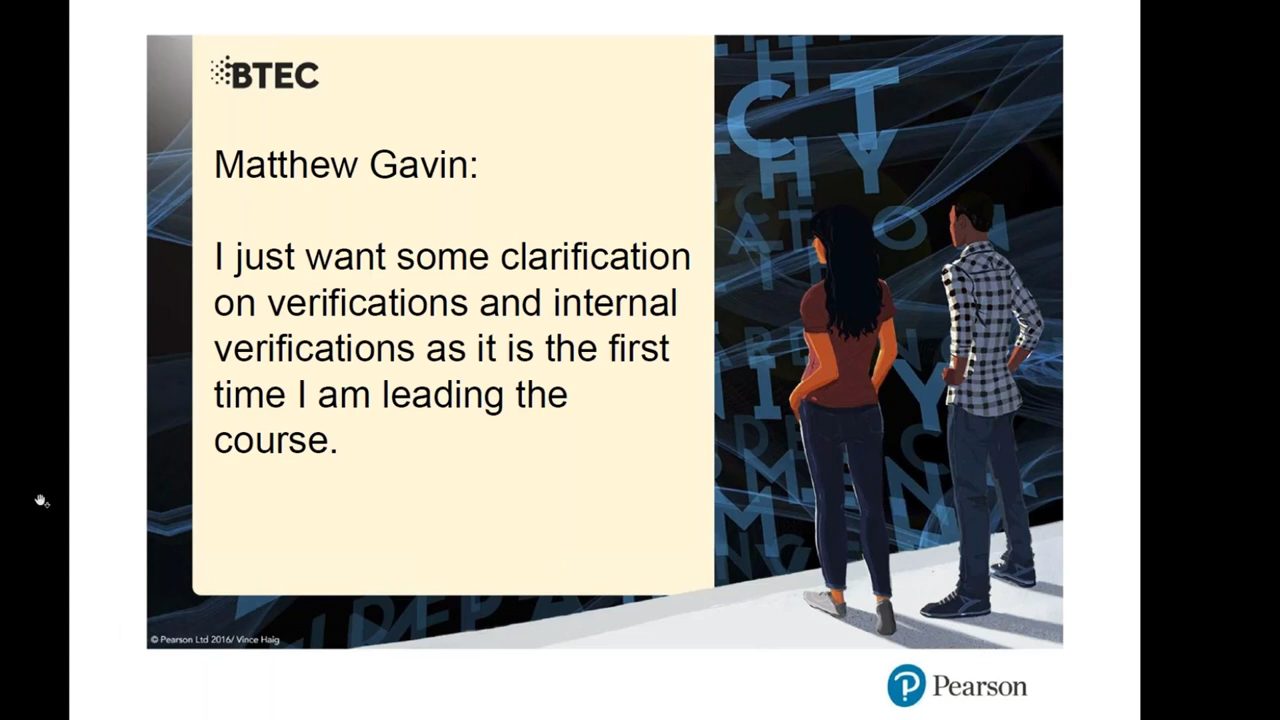 BTEC
Matthew Gavin:
I just want some clarification
on verifications and internal
verifications as it is the first
time I am leading the
course.
© Pearson Ltd 2016/ Vince Haig
Pearson